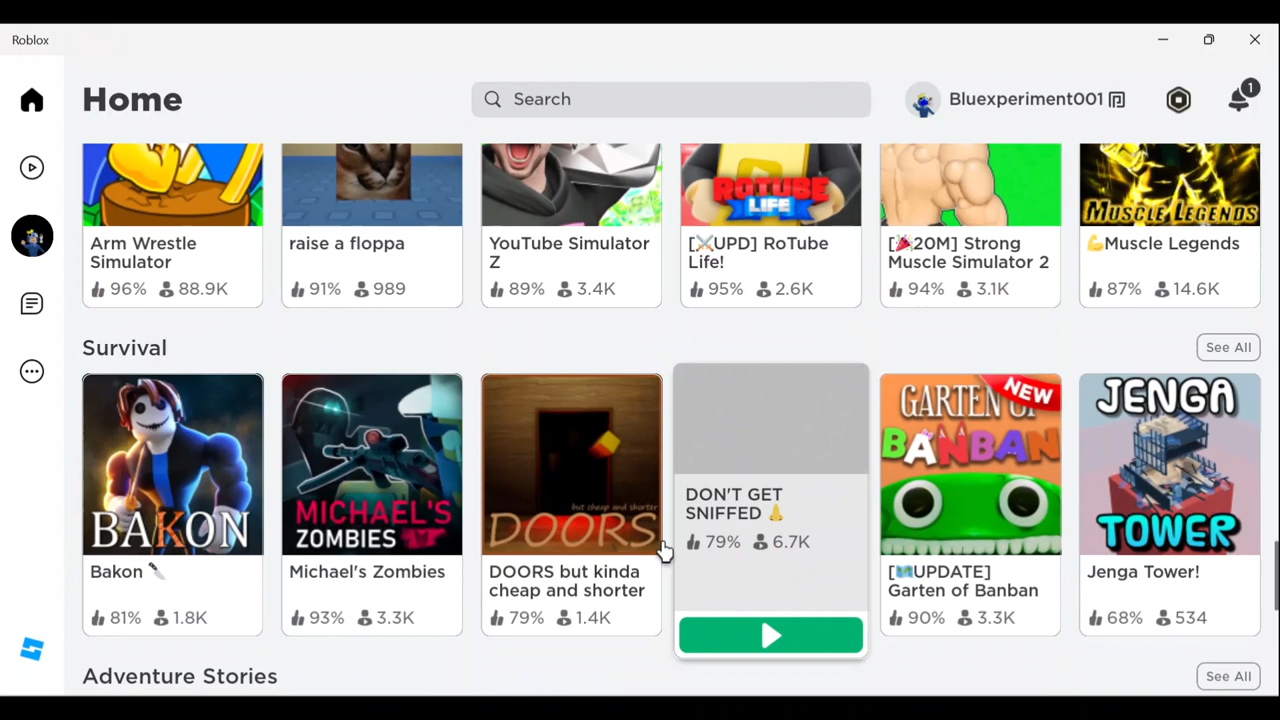 Roblox
Home
Search
Bluexperiment001
1
ROTUBE
LIFE
MUSCLE LEGENDS
Arm Wrestle
Simulator
96% 88.9K
raise a floppa
91% 989
YouTube Simulator
Z
89% 3.4K
[⚔️UPD] RoTube
Life!
95% 2.6K
[🎉20M] Strong
Muscle Simulator 2
94% 3.1K
💪Muscle Legends
87% 14.6K
Survival
See All
BAKON
Bakon 🔪
81% 1.8K
MICHAEL'S
ZOMBIES
Michael's Zombies
93% 3.3K
but cheap and shorter
DOORS
DOORS but kinda
cheap and shorter
79% 1.4K
DON'T GET
SNIFFED 👃
79% 6.7K
NEW
GARTEN OF
BANBAN
[🗺️UPDATE]
Garten of Banban
90% 3.3K
JENGA
TOWER
Jenga Tower!
68% 534
Adventure Stories
See All